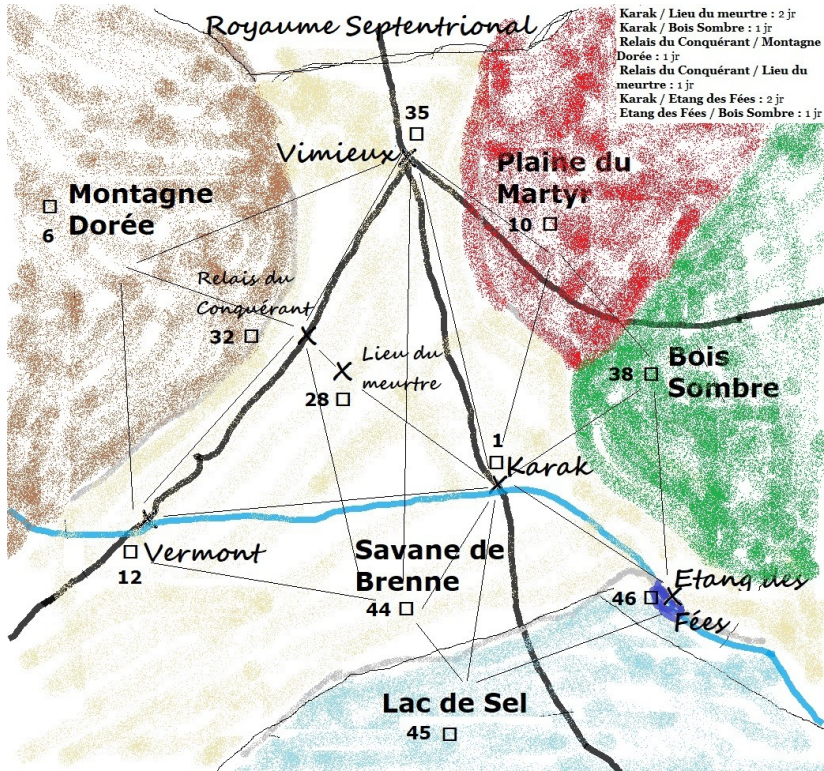 Royaume Septentrional
Karak / Lieu du meurtre : 2 jr
Karak / Bois Sombre : 1 jr
Relais du Conquérant / Montagne
Dorée : 1 jr
Relais du Conquérant / Lieu du
meurtre : 1 jr
Karak / Etang des Fées : 2 jr
Etang des Fées / Bois Sombre : 1 jr
35
Vimieux
Plaine du
Martyr
10
Montagne
Dorée
6
Relais du
Conquérant
32
Lieu du
meurtre
28
Bois
Sombre
38
1
Karak
Vermont
12
Savane de
Brenne
44
Etang des
Fées
46
Lac de Sel
45